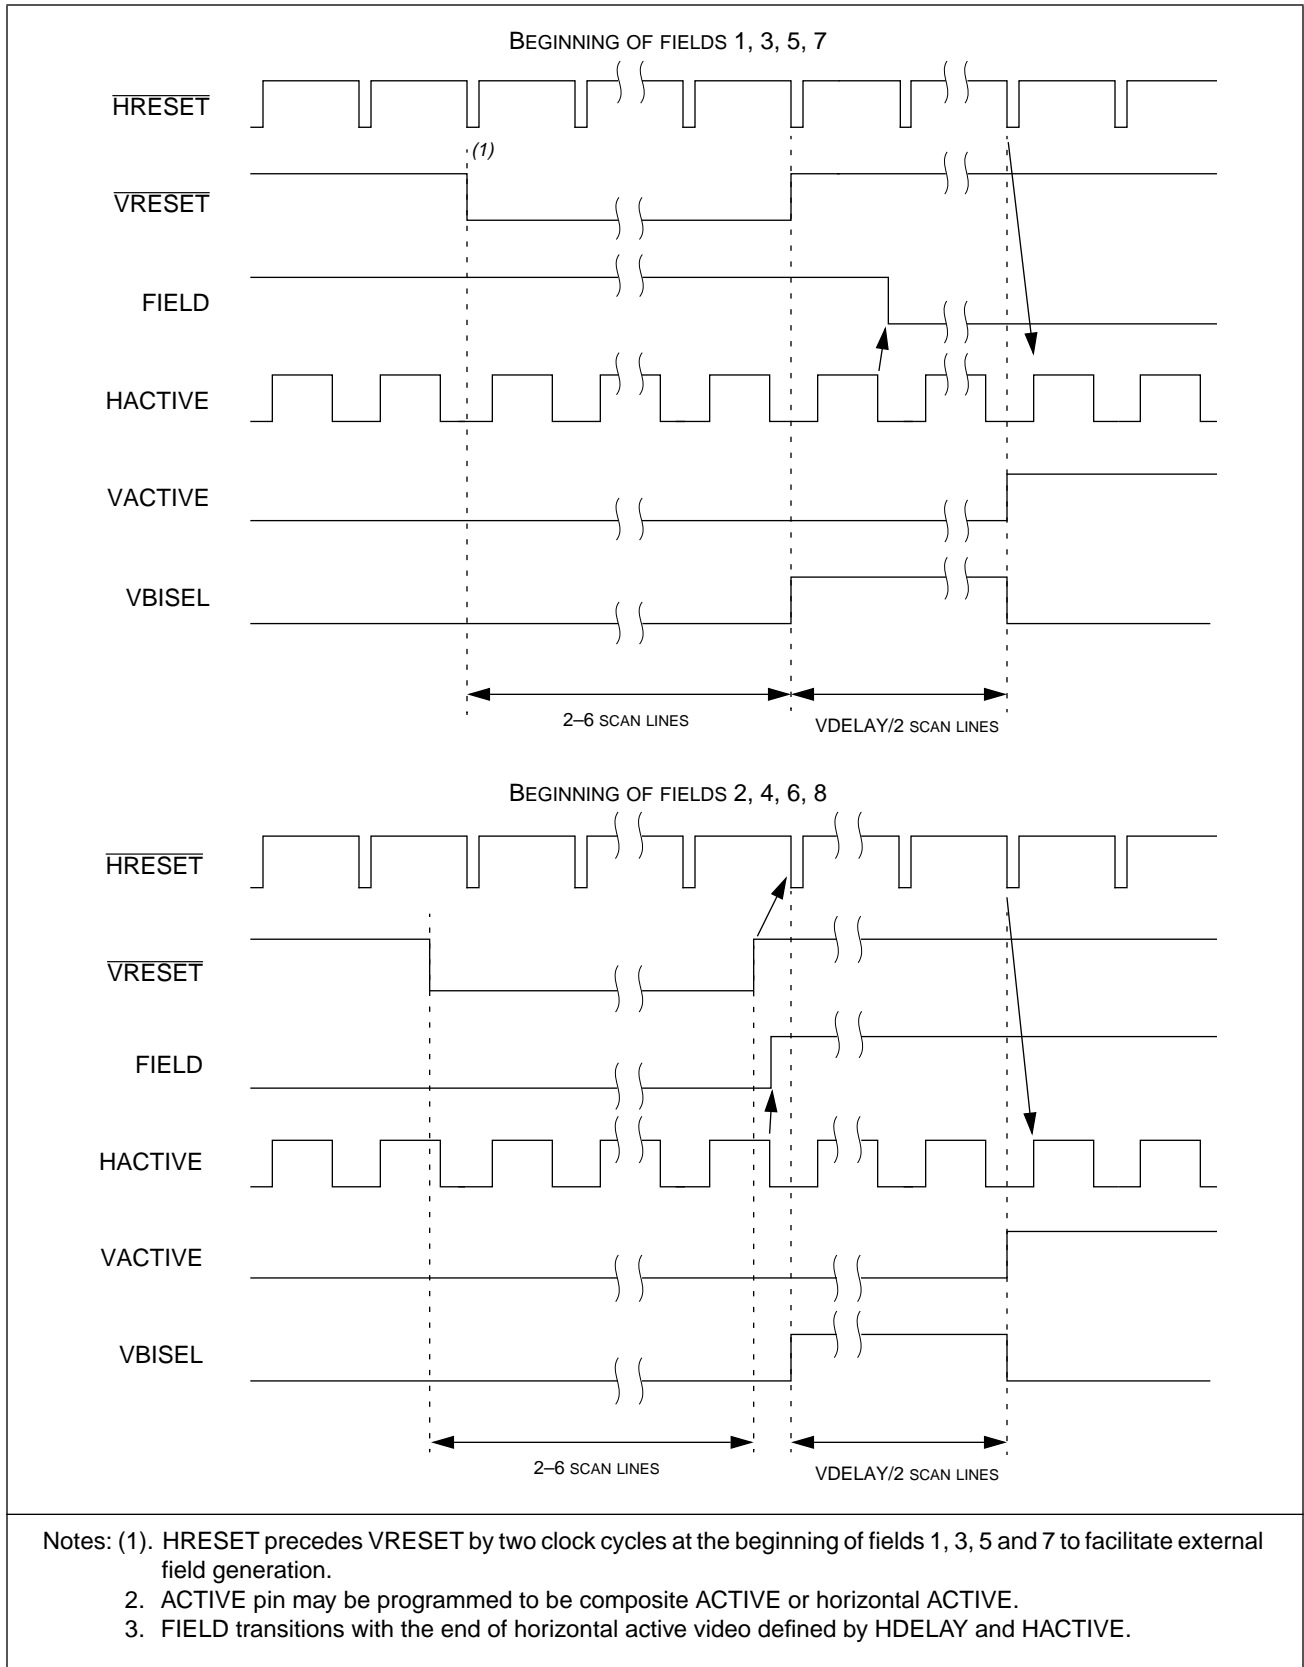 BEGINNING OF FIELDS 1, 3, 5, 7
HRESET
(1)
VRESET
FIELD
HACTIVE
VACTIVE
VBISEL
2–6 SCAN LINES
VDELAY/2 SCAN LINES
BEGINNING OF FIELDS 2, 4, 6, 8
HRESET
VRESET
FIELD
HACTIVE
VACTIVE
VBISEL
2–6 SCAN LINES
VDELAY/2 SCAN LINES
Notes: (1). HRESET precedes VRESET by two clock cycles at the beginning of fields 1, 3, 5 and 7 to facilitate external
field generation.
2. ACTIVE pin may be programmed to be composite ACTIVE or horizontal ACTIVE.
3. FIELD transitions with the end of horizontal active video defined by HDELAY and HACTIVE.